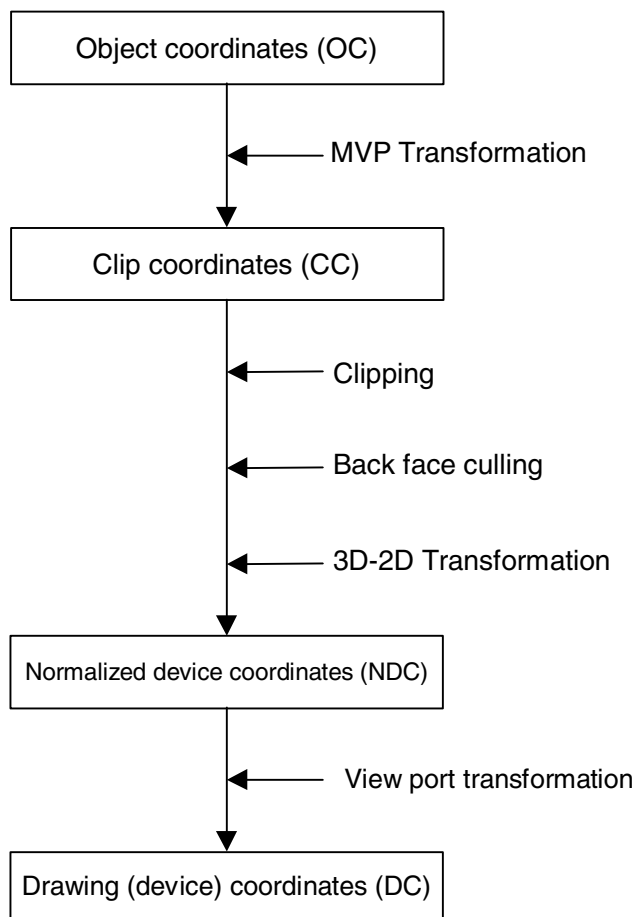 Object coordinates (OC)
MVP Transformation
Clip coordinates (CC)
Clipping
Back face culling
3D-2D Transformation
Normalized device coordinates (NDC)
View port transformation
Drawing (device) coordinates (DC)